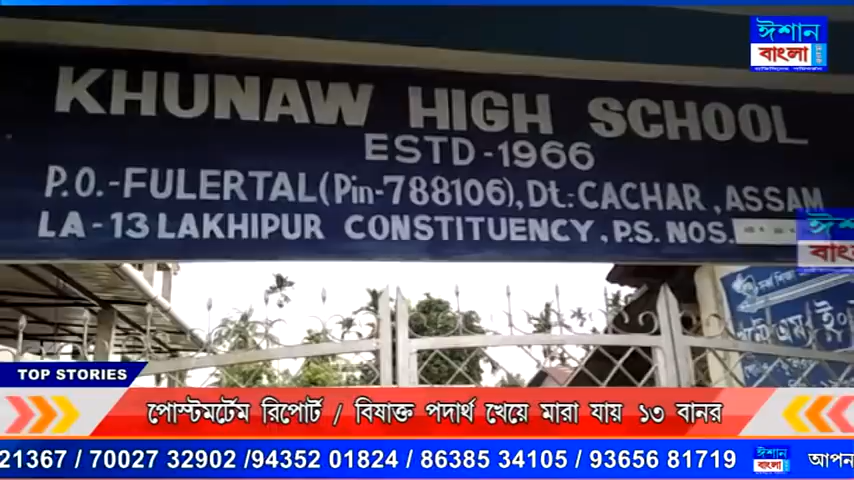 ঈশান
বাংলা
KHUNAW HIGH SCHOOL
ESTD-1966
P.O.-FULERTAL(Pin-788106), Dt.:-CACHAR, ASSAM
LA-13 LAKHIPUR CONSTITUENCY, P.S. NOS.
ঈশান
বাংলা
TOP STORIES
পোস্টমর্টেম রিপোর্ট / বিষাক্ত পদার্থ খেয়ে মারা যায় ১৩ বানর
21367 / 70027 32902 /94352 01824 / 86385 34105 / 93656 81719
ঈশান
বাংলা
আপন